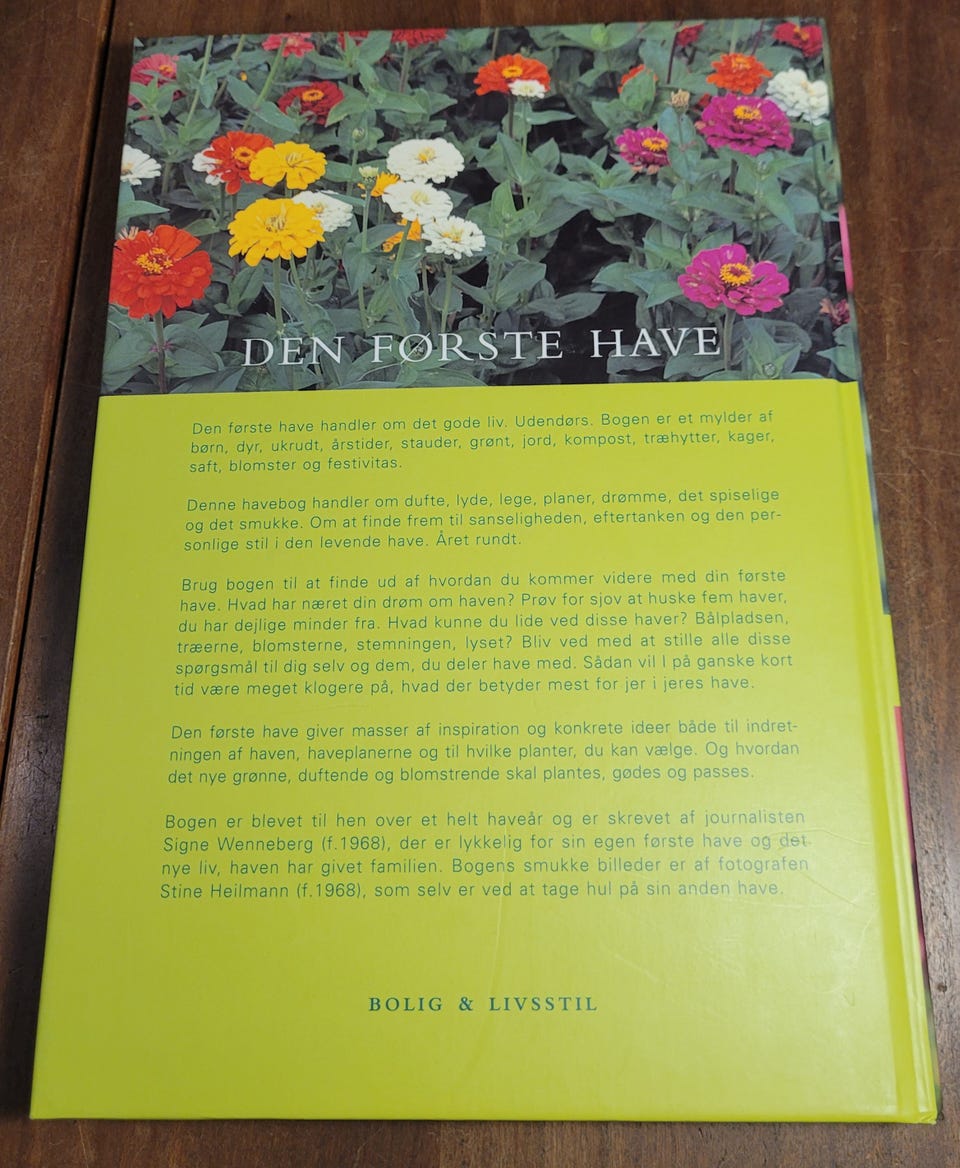 DEN FØRSTE HAVE
Den første have handler om det gode liv. Udendørs. Bogen er et mylder af
børn, dyr, ukrudt, årstider, stauder, grønt, jord, kompost, træhytter, kager,
saft, blomster og festivitas.
Denne havebog handler om dufte, lyde, lege, planer, drømme, det spiselige
og det smukke. Om at finde frem til sanseligheden, eftertanken og den per-
sonlige stil i den levende have. Året rundt.
Brug bogen til at finde ud af hvordan du kommer videre med din første
have. Hvad har næret din drøm om haven? Prøv for sjov at huske fem haver,
du har dejlige minder fra. Hvad kunne du lide ved disse haver? Bålpladsen,
træerne, blomsterne, stemningen, lyset? Bliv ved med at stille alle disse
spørgsmål til dig selv og dem, du deler have med. Sådan vil I på ganske kort
tid være meget klogere på, hvad der betyder mest for jer i jeres have.
Den første have giver masser af inspiration og konkrete ideer både til indret-
ningen af haven, haveplanerne og til hvilke planter, du kan vælge. Og hvordan
det nye grønne, duftende og blomstrende skal plantes, gødes og passes.
Bogen er blevet til hen over et helt haveår og er skrevet af journalisten
Signe Wenneberg (f.1968), der er lykkelig for sin egen første have og det
nye liv, haven har givet familien. Bogens smukke billeder er af fotografen
Stine Heilmann (f.1968), som selv er ved at tage hul på sin anden have.
BOLIG & LIVSSTIL